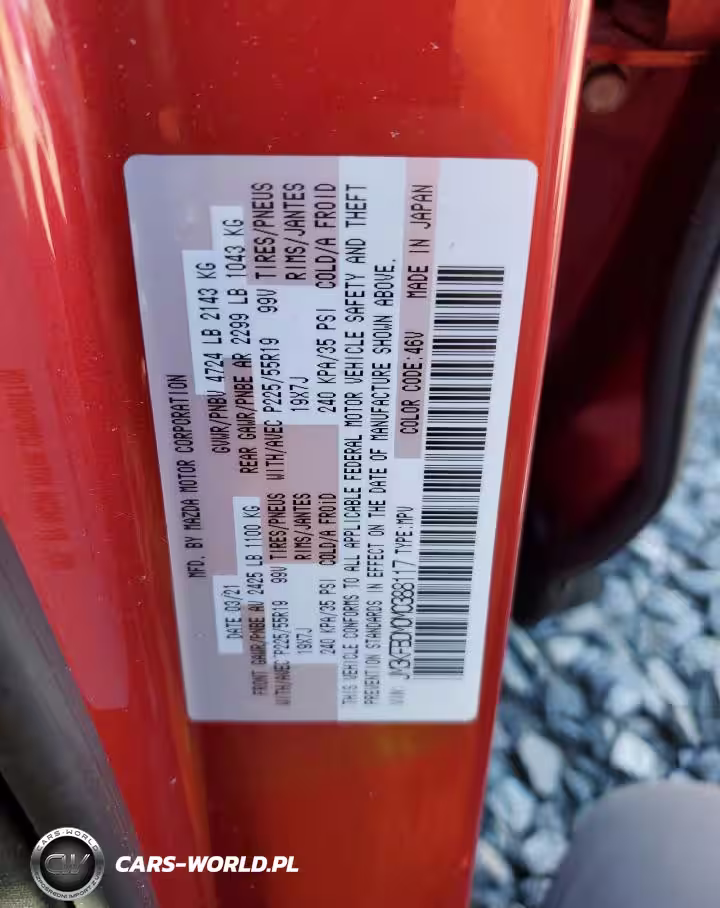 MFD. BY MAZDA MOTOR CORPORATION
DATE 03/21 GVWR/PNBV 4724 LB 2143 KG
FRONT GAWR/PNBE AV 2425 LB 1100 KG REAR GAWR/PNBE AR 2299 LB 1043 KG
WITH/AVEC P225/55R19 99V TIRES/PNEUS WITH/AVEC P225/55R19 99V TIRES/PNEUS
19X7J RIMS/JANTES 19X7J RIMS/JANTES
240 KPA/35 PSI COLD/A FROID 240 KPA/35 PSI COLD/A FROID
THIS VEHICLE CONFORMS TO ALL APPLICABLE FEDERAL MOTOR VEHICLE SAFETY AND THEFT
PREVENTION STANDARDS IN EFFECT ON THE DATE OF MANUFACTURE SHOWN ABOVE.
VIN: TYPE:MPV COLOR CODE:46V MADE IN JAPAN
CARS-WORLD
CW
CARS-WORLD.PL